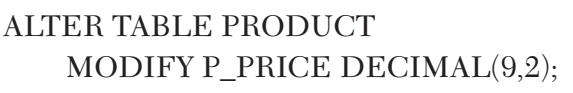 ALTER TABLE PRODUCT
MODIFY P_PRICE DECIMAL(9,2);